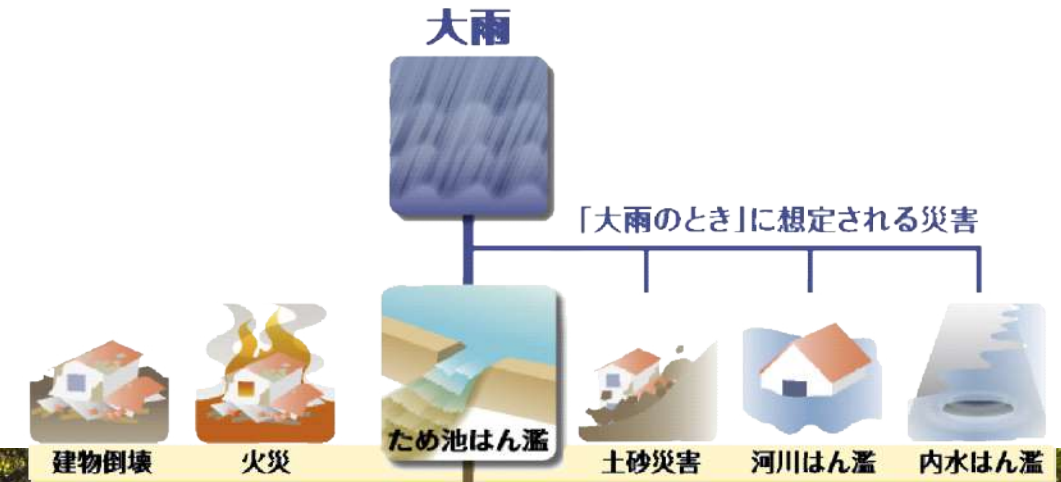 大雨
「大雨のとき」に想定される災害
建物倒壊
火災
ため池はん濫
土砂災害
河川はん濫
内水はん濫